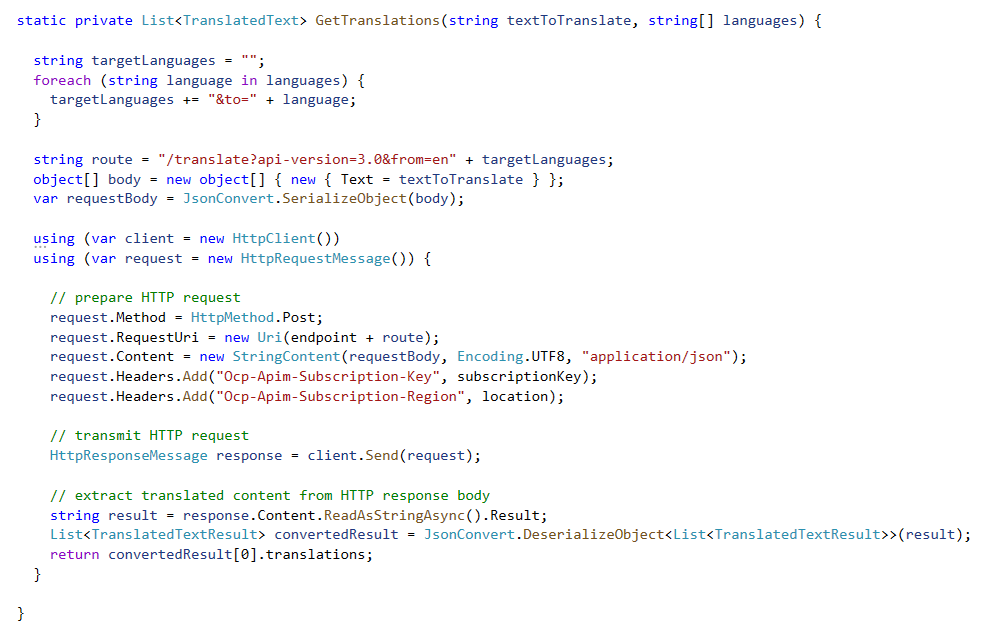 static private List<TranslatedText> GetTranslations(string textToTranslate, string[] languages) {
string targetLanguages = "";
foreach (string language in languages) {
targetLanguages += "&to=" + language;
}
string route = "/translate?api-version=3.0&from=en" + targetLanguages;
object[] body = new object[] { new { Text = textToTranslate } };
var requestBody = JsonConvert.SerializeObject(body);
using (var client = new HttpClient())
using (var request = new HttpRequestMessage()) {
// prepare HTTP request
request.Method = HttpMethod.Post;
request.RequestUri = new Uri(endpoint + route);
request.Content = new StringContent(requestBody, Encoding.UTF8, "application/json");
request.Headers.Add("Ocp-Apim-Subscription-Key", subscriptionKey);
request.Headers.Add("Ocp-Apim-Subscription-Region", location);
// transmit HTTP request
HttpResponseMessage response = client.Send(request);
// extract translated content from HTTP response body
string result = response.Content.ReadAsStringAsync().Result;
List<TranslatedTextResult> convertedResult = JsonConvert.DeserializeObject<List<TranslatedTextResult>>(result);
return convertedResult[0].translations;
}
}